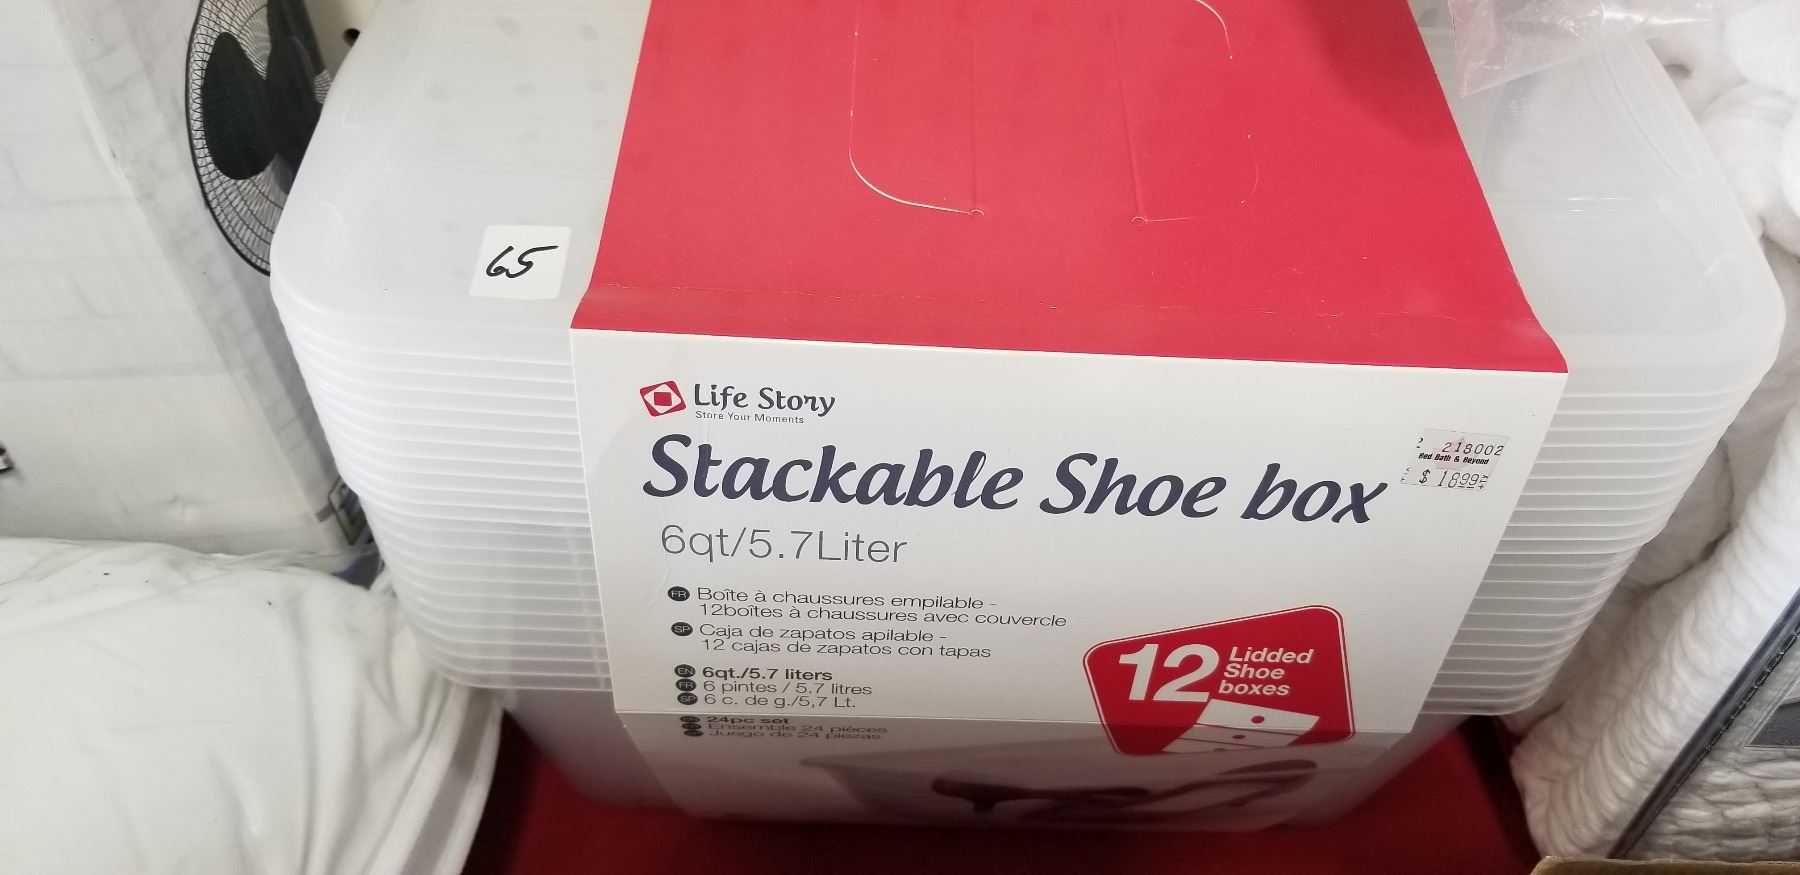 65
Life Story
Store Your Moments
Stackable Shoe box
2 218002
Bed Bath & Beyond
$ 1899
6qt/5.7Liter
FR Boîte à chaussures empilable -
12boîtes à chaussures avec couvercle
SP Caja de zapatos apilable -
12 cajas de zapatos con tapas
EN 6qt./5.7 liters
FR 6 pintes / 5.7 litres
SP 6 c. de g./5,7 Lt.
24pc set
Ensemble 24 pièces
Juego de 24 piezas
12 Lidded
Shoe
boxes